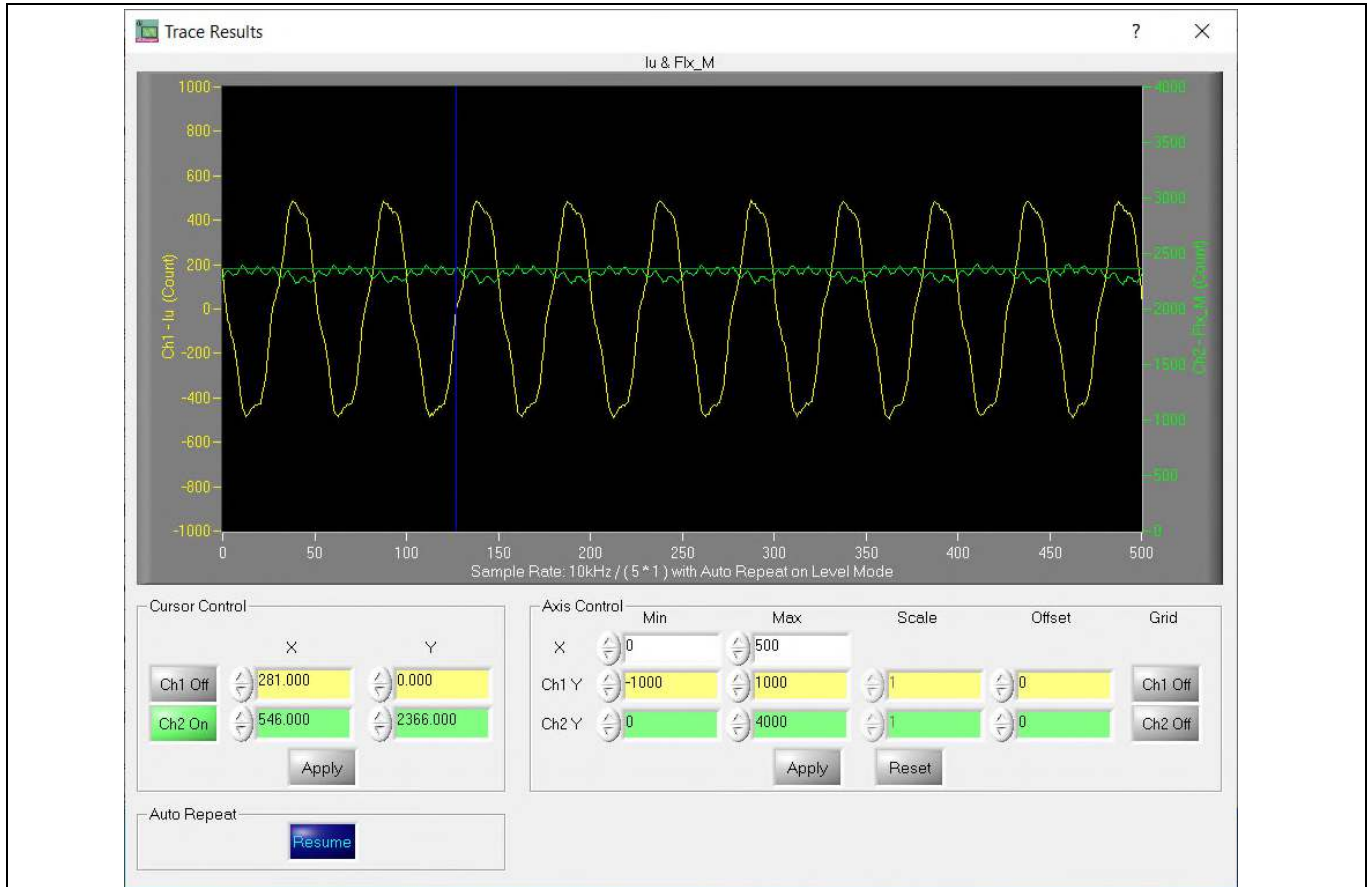 Trace Results ?
Iu & Flx_M
1000
800
600
400
200
0
-200
-400
-600
-800
-1000
Ch1 - Iu (Count)
4000
3500
3000
2500
2000
1500
1000
500
0
Ch2 - Flx_M (Count)
0 50 100 150 200 250 300 350 400 450 500
Sample Rate: 10kHz / ( 5 * 1 ) with Auto Repeat on Level Mode
Cursor Control
X Y
Ch1 Off 281.000 0.000
Ch2 On 546.000 2366.000
Apply
Axis Control
Min Max Scale Offset Grid
X 0 500
Ch1 Y -1000 1000 1 0 Ch1 Off
Ch2 Y 0 4000 1 0 Ch2 Off
Apply Reset
Auto Repeat
Resume